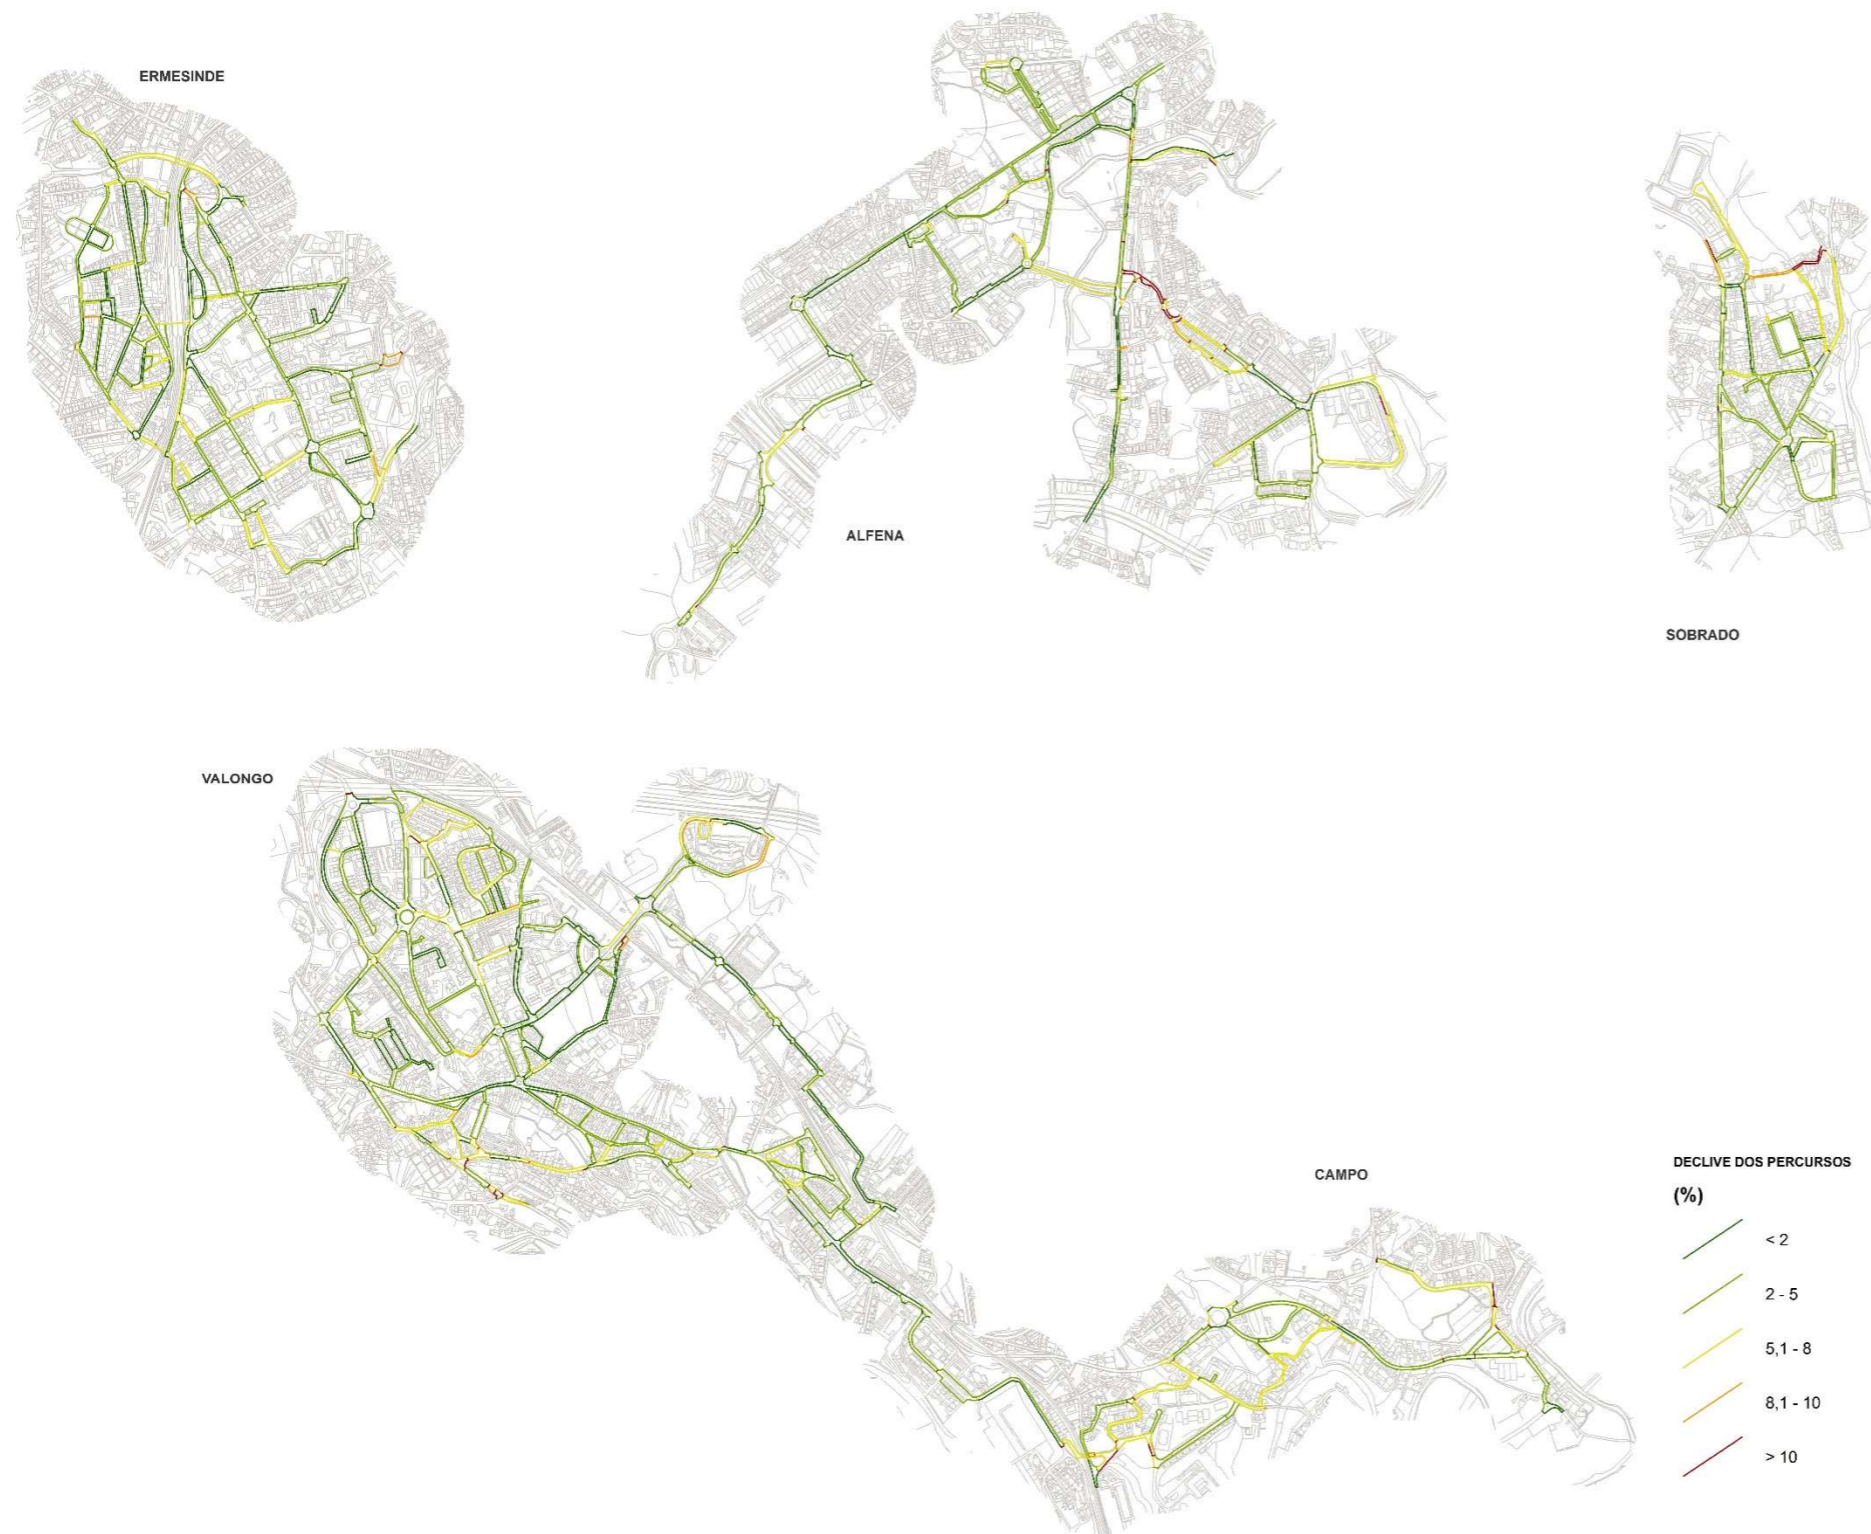 ERMESINDE
ALFENA
SOBRADO
VALONGO
CAMPO
DECLIVE DOS PERCURSOS
(%)
< 2
2 - 5
5,1 - 8
8,1 - 10
> 10